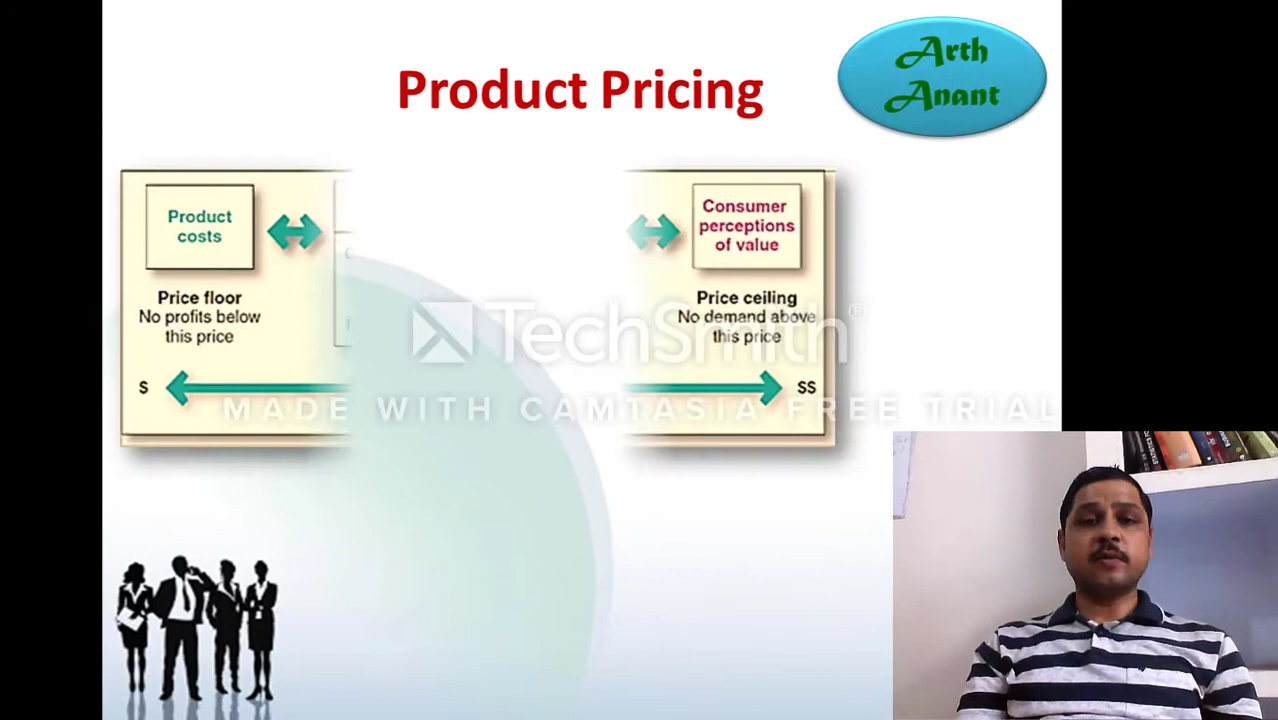 Arth
Anant
Product Pricing
Product
costs
Consumer
perceptions
of value
Price floor
No profits below
this price
Price ceiling
No demand above
this price
$
$$
TechSmith®
MADE WITH CAMTASIA FREE TRIAL